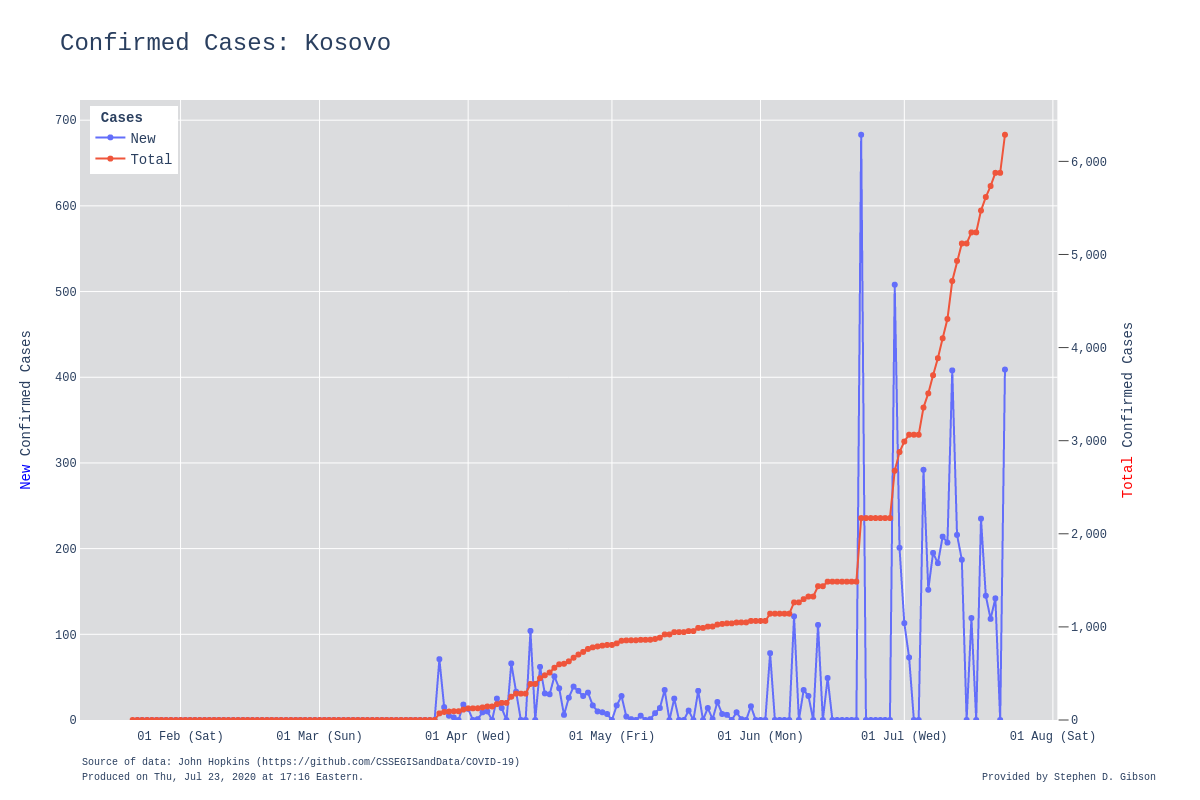 Confirmed Cases: Kosovo
Cases
New
Total
700
600
500
400
300
200
100
0
6,000
5,000
4,000
3,000
2,000
1,000
0
New Confirmed Cases
Total Confirmed Cases
01 Feb (Sat)
01 Mar (Sun)
01 Apr (Wed)
01 May (Fri)
01 Jun (Mon)
01 Jul (Wed)
01 Aug (Sat)
Source of data: John Hopkins (https://github.com/CSSEGISandData/COVID-19)
Produced on Thu, Jul 23, 2020 at 17:16 Eastern.
Provided by Stephen D. Gibson